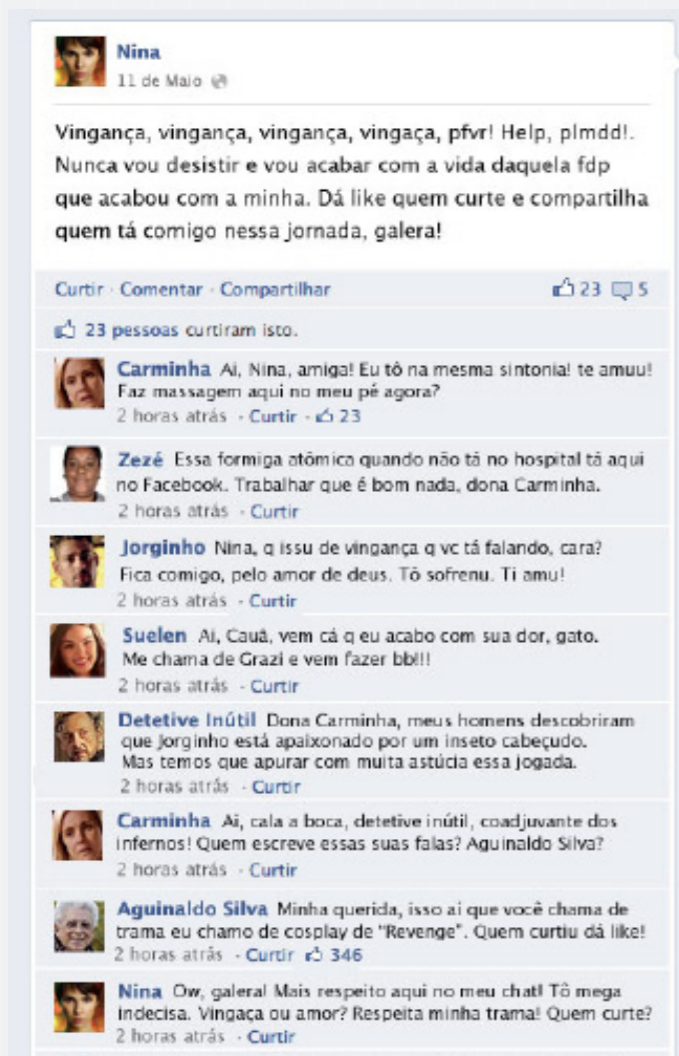 Nina
11 de Maio
Vingança, vingança, vingança, vingaça, pfvr! Help, plmdd!.
Nunca vou desistir e vou acabar com a vida daquela fdp
que acabou com a minha. Dá like quem curte e compartilha
quem tá comigo nessa jornada, galera!
Curtir · Comentar · Compartilhar 23 5
23 pessoas curtiram isto.
Carminha Ai, Nina, amiga! Eu tô na mesma sintonia! te amuu!
Faz massagem aqui no meu pé agora?
2 horas atrás · Curtir · 23
Zezé Essa formiga atômica quando não tá no hospital tá aqui
no Facebook. Trabalhar que é bom nada, dona Carminha.
2 horas atrás · Curtir
Jorginho Nina, q issu de vingança q vc tá falando, cara?
Fica comigo, pelo amor de deus. Tô sofrenu. Ti amu!
2 horas atrás · Curtir
Suelen Ai, Cauã, vem cá q eu acabo com sua dor, gato.
Me chama de Grazi e vem fazer bb!!!
2 horas atrás · Curtir
Detetive Inútil Dona Carminha, meus homens descobriram
que Jorginho está apaixonado por um inseto cabeçudo.
Mas temos que apurar com muita astúcia essa jogada.
2 horas atrás · Curtir
Carminha Ai, cala a boca, detetive inútil, coadjuvante dos
infernos! Quem escreve essas suas falas? Aguinaldo Silva?
2 horas atrás · Curtir
Aguinaldo Silva Minha querida, isso aí que você chama de
trama eu chamo de cosplay de "Revenge". Quem curtiu dá like!
2 horas atrás · Curtir 346
Nina Ow, galera! Mais respeito aqui no meu chat! Tô mega
indecisa. Vingaça ou amor? Respeita minha trama! Quem curte?
2 horas atrás · Curtir